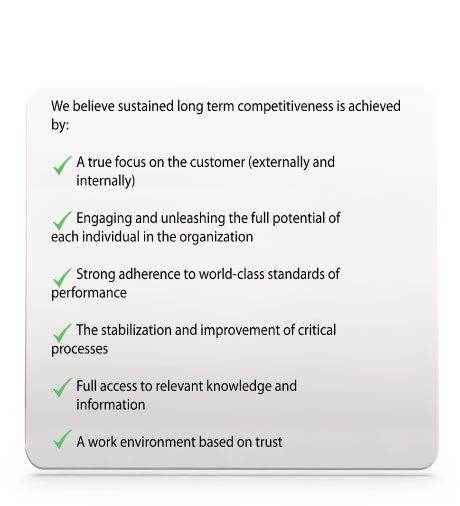 We believe sustained long term competitiveness is achieved
by:
A true focus on the customer (externally and
internally)
Engaging and unleashing the full potential of
each individual in the organization
Strong adherence to world-class standards of
performance
The stabilization and improvement of critical
processes
Full access to relevant knowledge and
information
A work environment based on trust